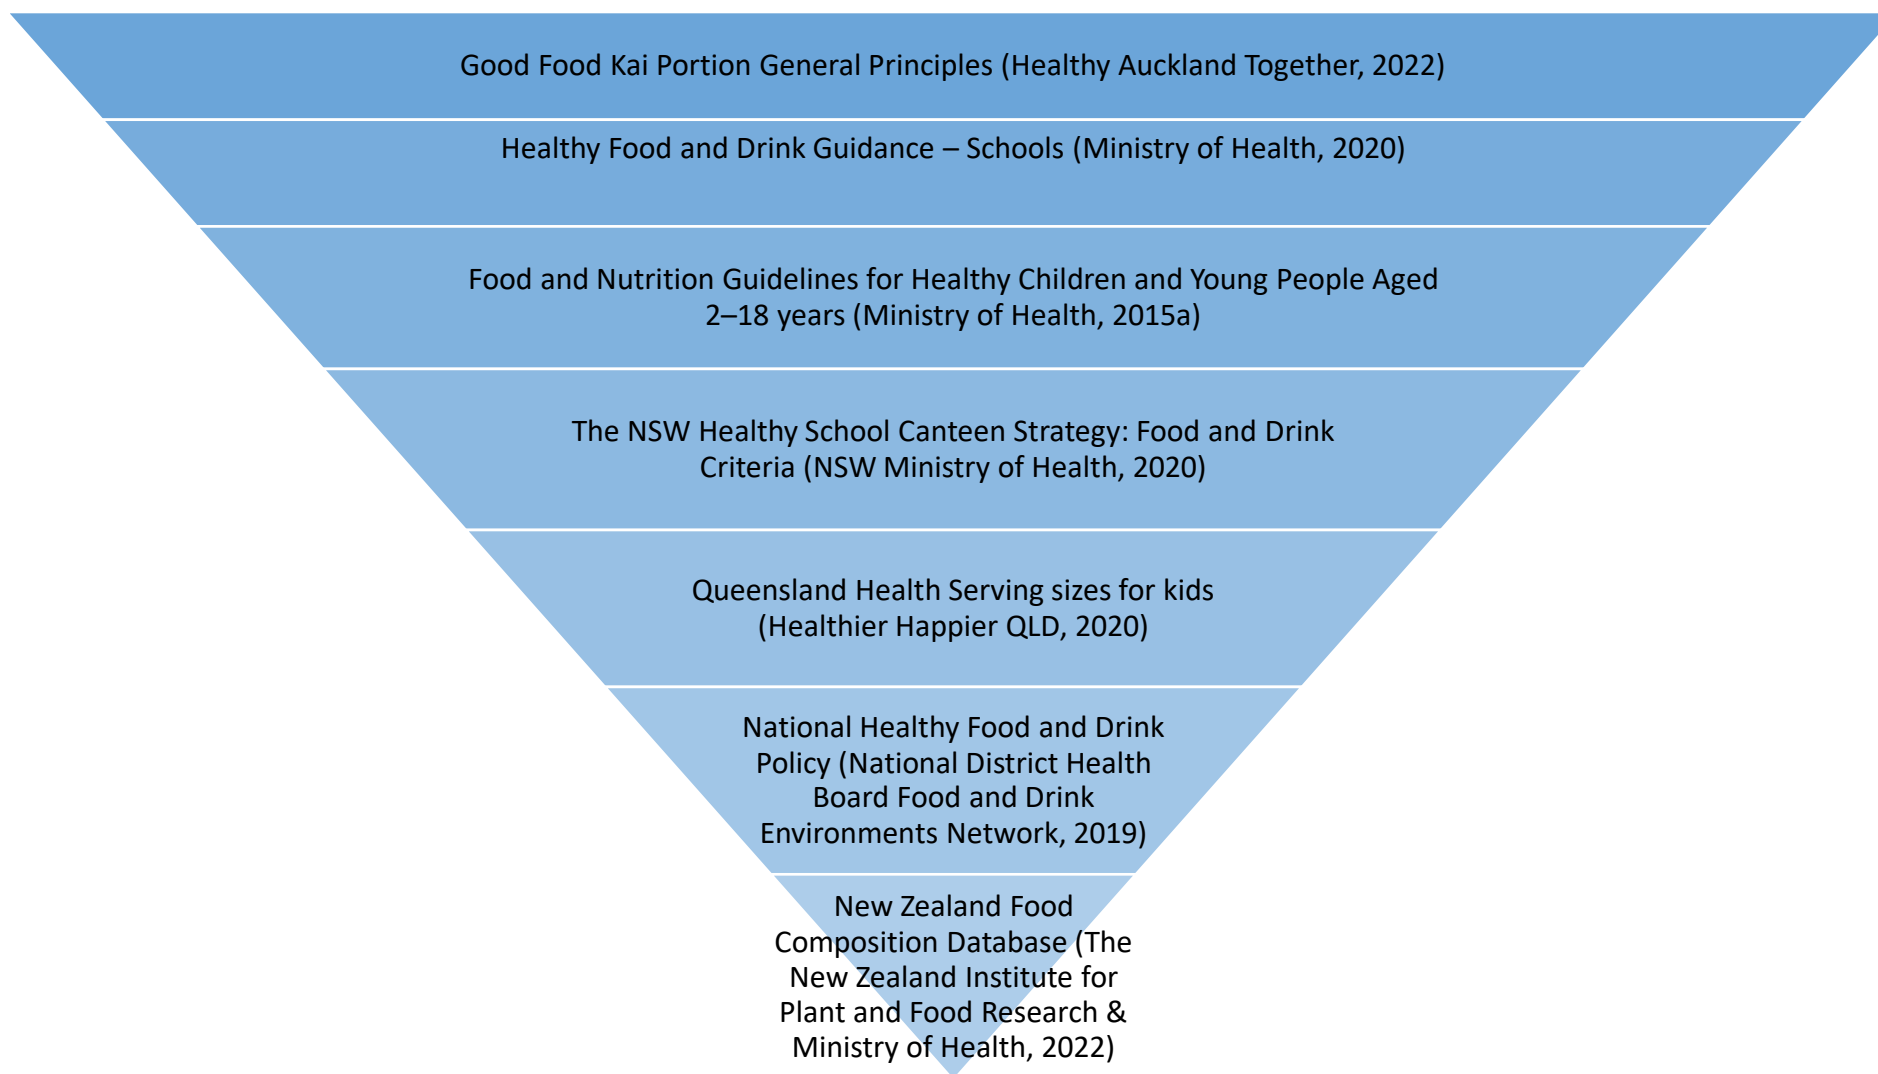 Good Food Kai Portion General Principles (Healthy Auckland Together, 2022)
Healthy Food and Drink Guidance – Schools (Ministry of Health, 2020)
Food and Nutrition Guidelines for Healthy Children and Young People Aged
2–18 years (Ministry of Health, 2015a)
The NSW Healthy School Canteen Strategy: Food and Drink
Criteria (NSW Ministry of Health, 2020)
Queensland Health Serving sizes for kids
(Healthier Happier QLD, 2020)
National Healthy Food and Drink
Policy (National District Health
Board Food and Drink
Environments Network, 2019)
New Zealand Food
Composition Database (The
New Zealand Institute for
Plant and Food Research &
Ministry of Health, 2022)